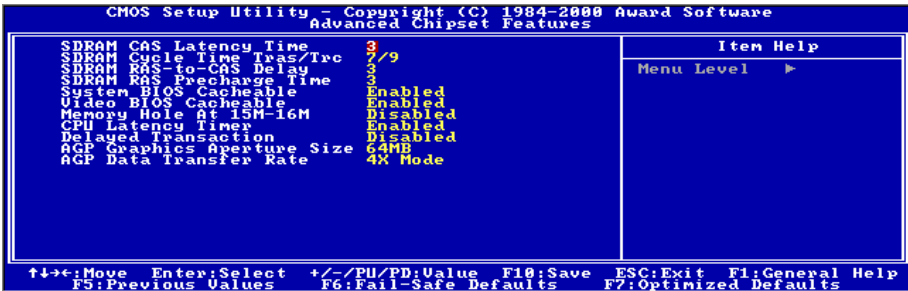 CMOS Setup Utility – Copyright (C) 1984-2000 Award Software
Advanced Chipset Features
SDRAM CAS Latency Time 3
SDRAM Cycle Time Tras/Trc 7/9
SDRAM RAS-to-CAS Delay 3
SDRAM RAS Precharge Time 3
System BIOS Cacheable Enabled
Video BIOS Cacheable Enabled
Memory Hole At 15M-16M Disabled
CPU Latency Timer Enabled
Delayed Transaction Disabled
AGP Graphics Aperture Size 64MB
AGP Data Transfer Rate 4X Mode
Item Help
Menu Level ►
↑↓→←:Move Enter:Select +/-/PU/PD:Value F10:Save ESC:Exit F1:General Help
F5:Previous Values F6:Fail-Safe Defaults F7:Optimized Defaults